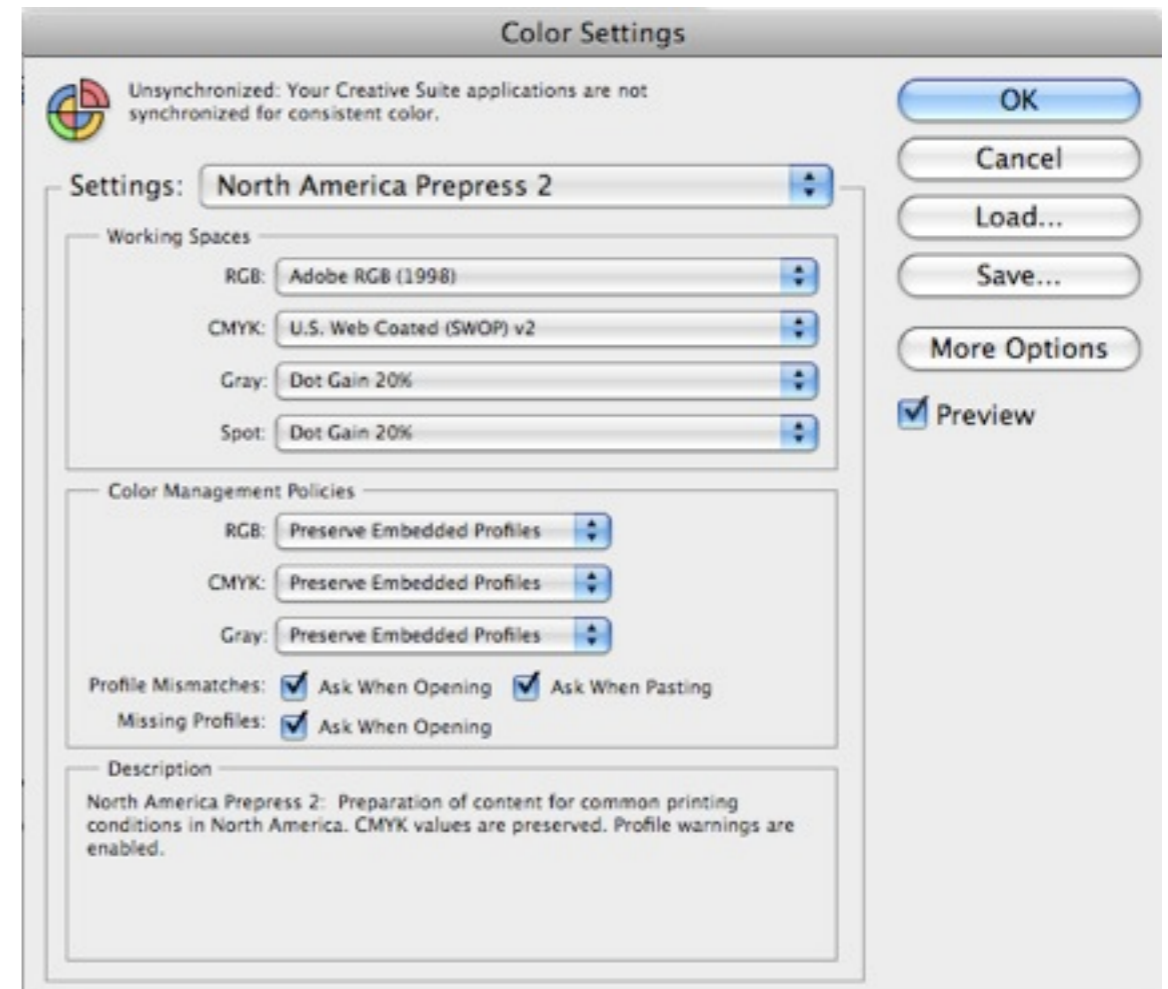 Color Settings
Unsynchronized: Your Creative Suite applications are not
synchronized for consistent color.
OK
Cancel
Load...
Save...
More Options
Preview
Settings: North America Prepress 2
Working Spaces
RGB: Adobe RGB (1998)
CMYK: U.S. Web Coated (SWOP) v2
Gray: Dot Gain 20%
Spot: Dot Gain 20%
Color Management Policies
RGB: Preserve Embedded Profiles
CMYK: Preserve Embedded Profiles
Gray: Preserve Embedded Profiles
Profile Mismatches: Ask When Opening Ask When Pasting
Missing Profiles: Ask When Opening
Description
North America Prepress 2: Preparation of content for common printing
conditions in North America. CMYK values are preserved. Profile warnings are
enabled.